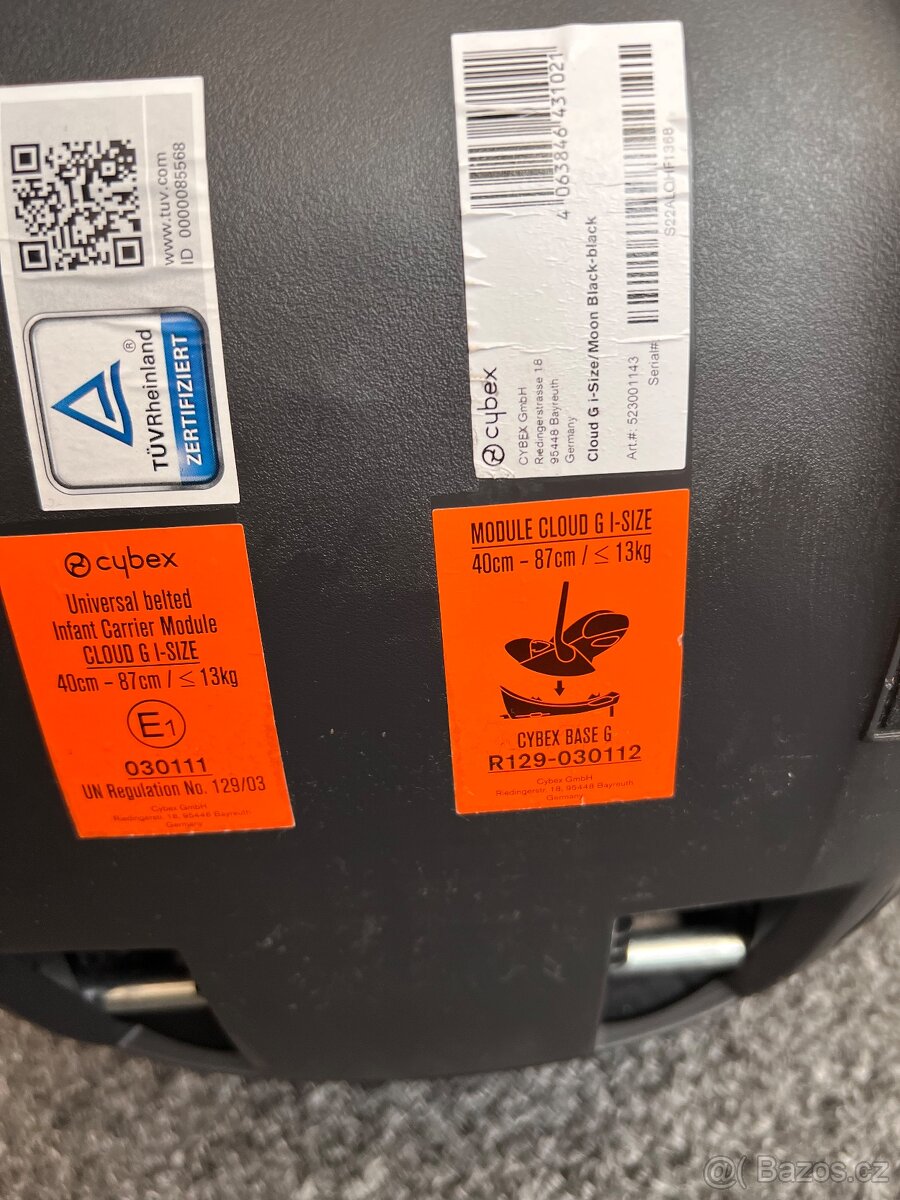 www.tuv.com
ID 0000085568
TÜVRheinland®
ZERTIFIZIERT
4 063846 431021
cybex
CYBEX GmbH
Riedingerstrasse 18
95448 Bayreuth
Germany
Cloud G i-Size/Moon Black-black
Art.#: 523001143
Serial#
cybex
Universal belted
Infant Carrier Module
CLOUD G I-SIZE
40cm – 87cm / ≤ 13kg
E1
030111
UN Regulation No. 129/03
Cybex GmbH
Riedingerstr. 18, 95448 Bayreuth
Germany
MODULE CLOUD G I-SIZE
40cm – 87cm / ≤ 13kg
CYBEX BASE G
R129-030112
Cybex GmbH
Riedingerstr. 18, 95448 Bayreuth
Germany
@( Bazoš.cz